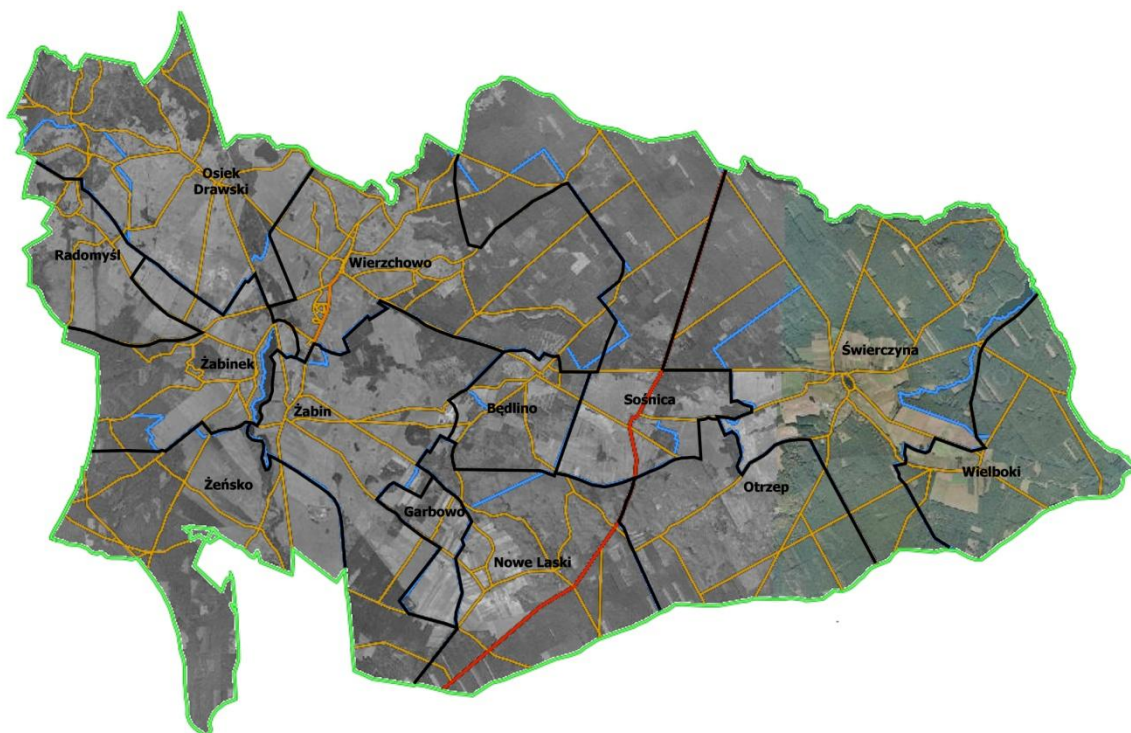 Osiek
Drawski
Radomyśl
Wierzchowo
Żabinek
Świerczyna
Będlino
Sośnica
Żabin
Wielboki
Żeńsko
Otrzep
Garbowo
Nowe Laski